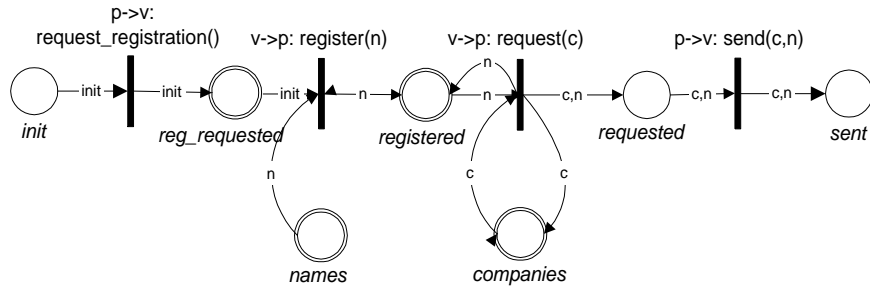 p->v:
request_registration()
v->p: register(n)
v->p: request(c)
p->v: send(c,n)
n
init
init
init
n
n
c,n
c,n
c,n
init
reg_requested
registered
requested
sent
n
c
c
names
companies